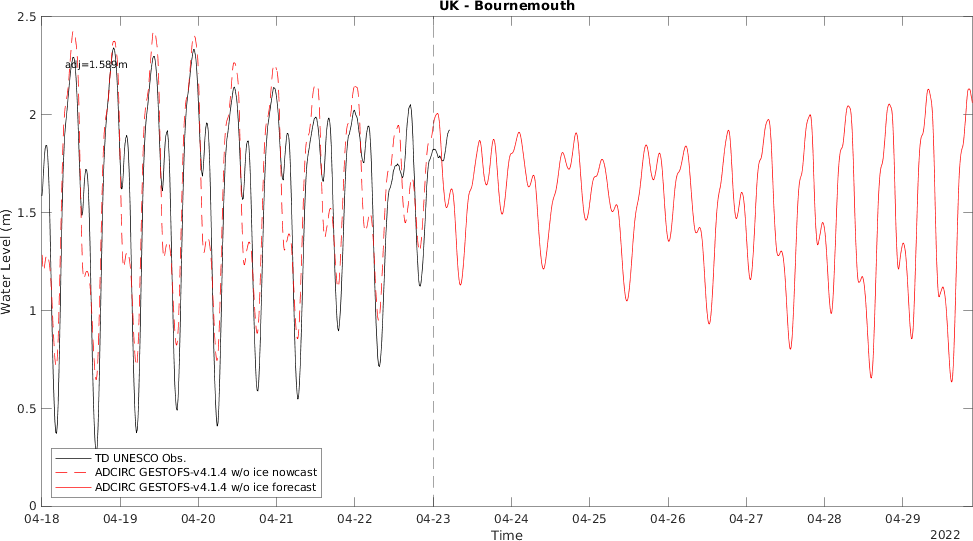 UK - Bournemouth
2.5
2
1.5
1
0.5
0
Water Level (m)
adj=1.589m
TD UNESCO Obs.
ADCIRC GESTOFS-v4.1.4 w/o ice nowcast
ADCIRC GESTOFS-v4.1.4 w/o ice forecast
04-18 04-19 04-20 04-21 04-22 04-23 04-24 04-25 04-26 04-27 04-28 04-29
Time
2022